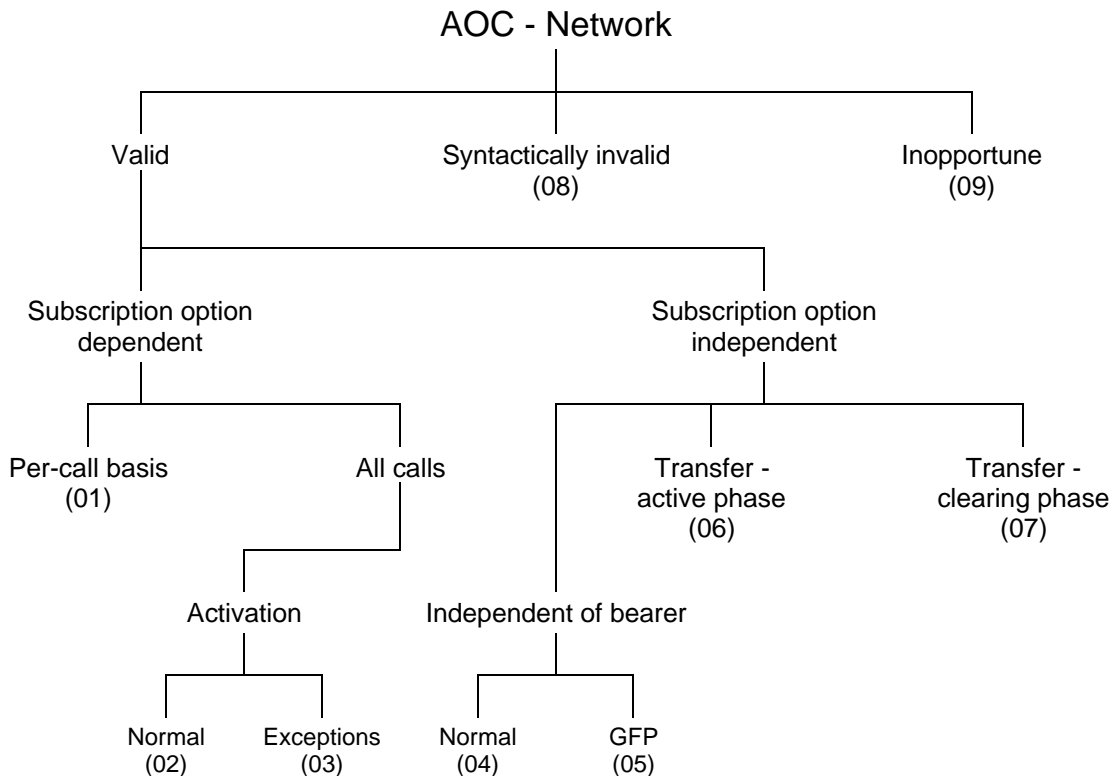 AOC - Network
Valid
Syntactically invalid
(08)
Inopportune
(09)
Subscription option
dependent
Subscription option
independent
Per-call basis
(01)
All calls
Transfer -
active phase
(06)
Transfer -
clearing phase
(07)
Activation
Independent of bearer
Normal
(02)
Exceptions
(03)
Normal
(04)
GFP
(05)